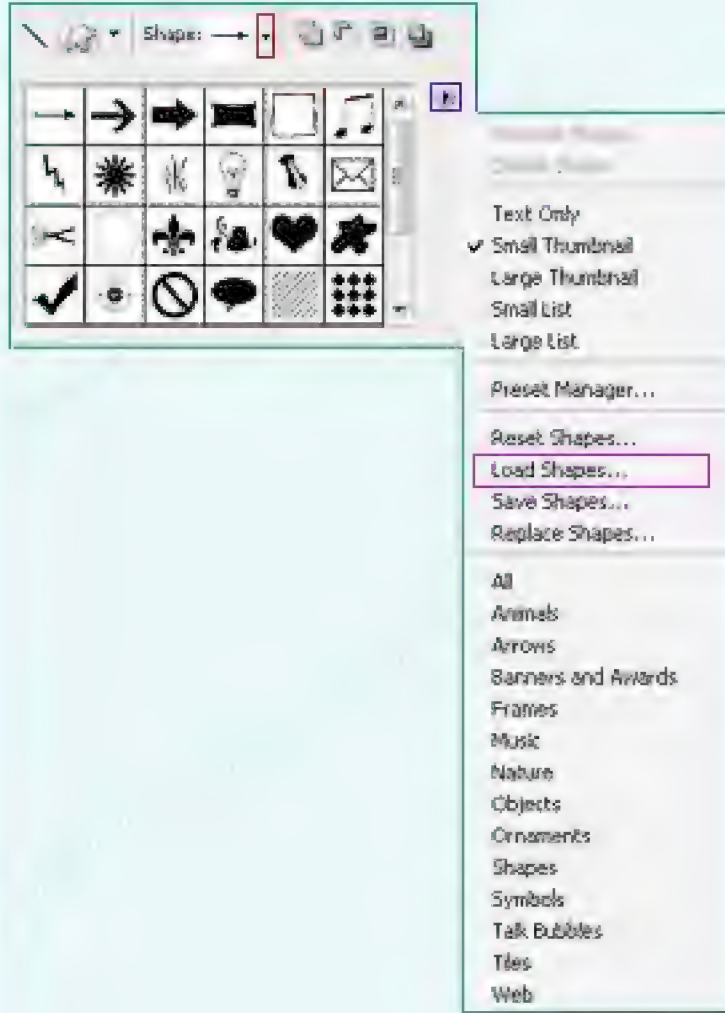 Shape:
Text Only
Small Thumbnail
Large Thumbnail
Small List
Large List
Preset Manager...
Reset Shapes...
Load Shapes...
Save Shapes...
Replace Shapes...
All
Animals
Arrows
Banners and Awards
Frames
Music
Nature
Objects
Ornaments
Shapes
Symbols
Talk Bubbles
Tiles
Web